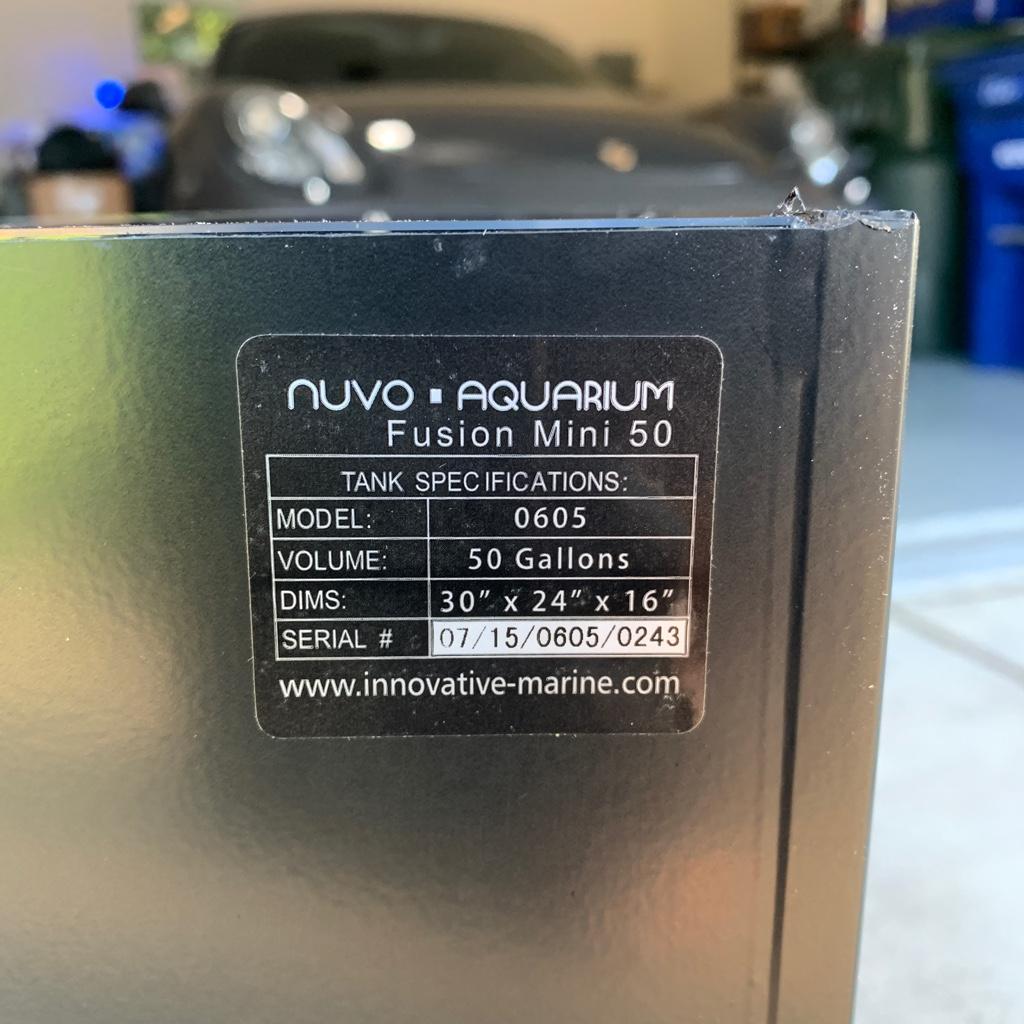 NUVO ▪ AQUARIUM
Fusion Mini 50
TANK SPECIFICATIONS:
MODEL: 0605
VOLUME: 50 Gallons
DIMS: 30” x 24” x 16”
SERIAL # 07/15/0605/0243
www.innovative-marine.com